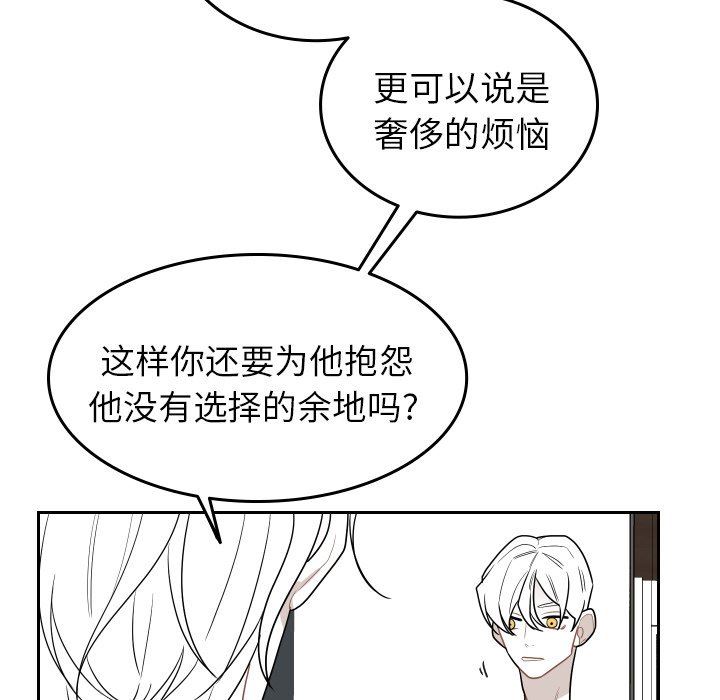 更可以说是
奢侈的烦恼
这样你还要为他抱怨
他没有选择的余地吗?